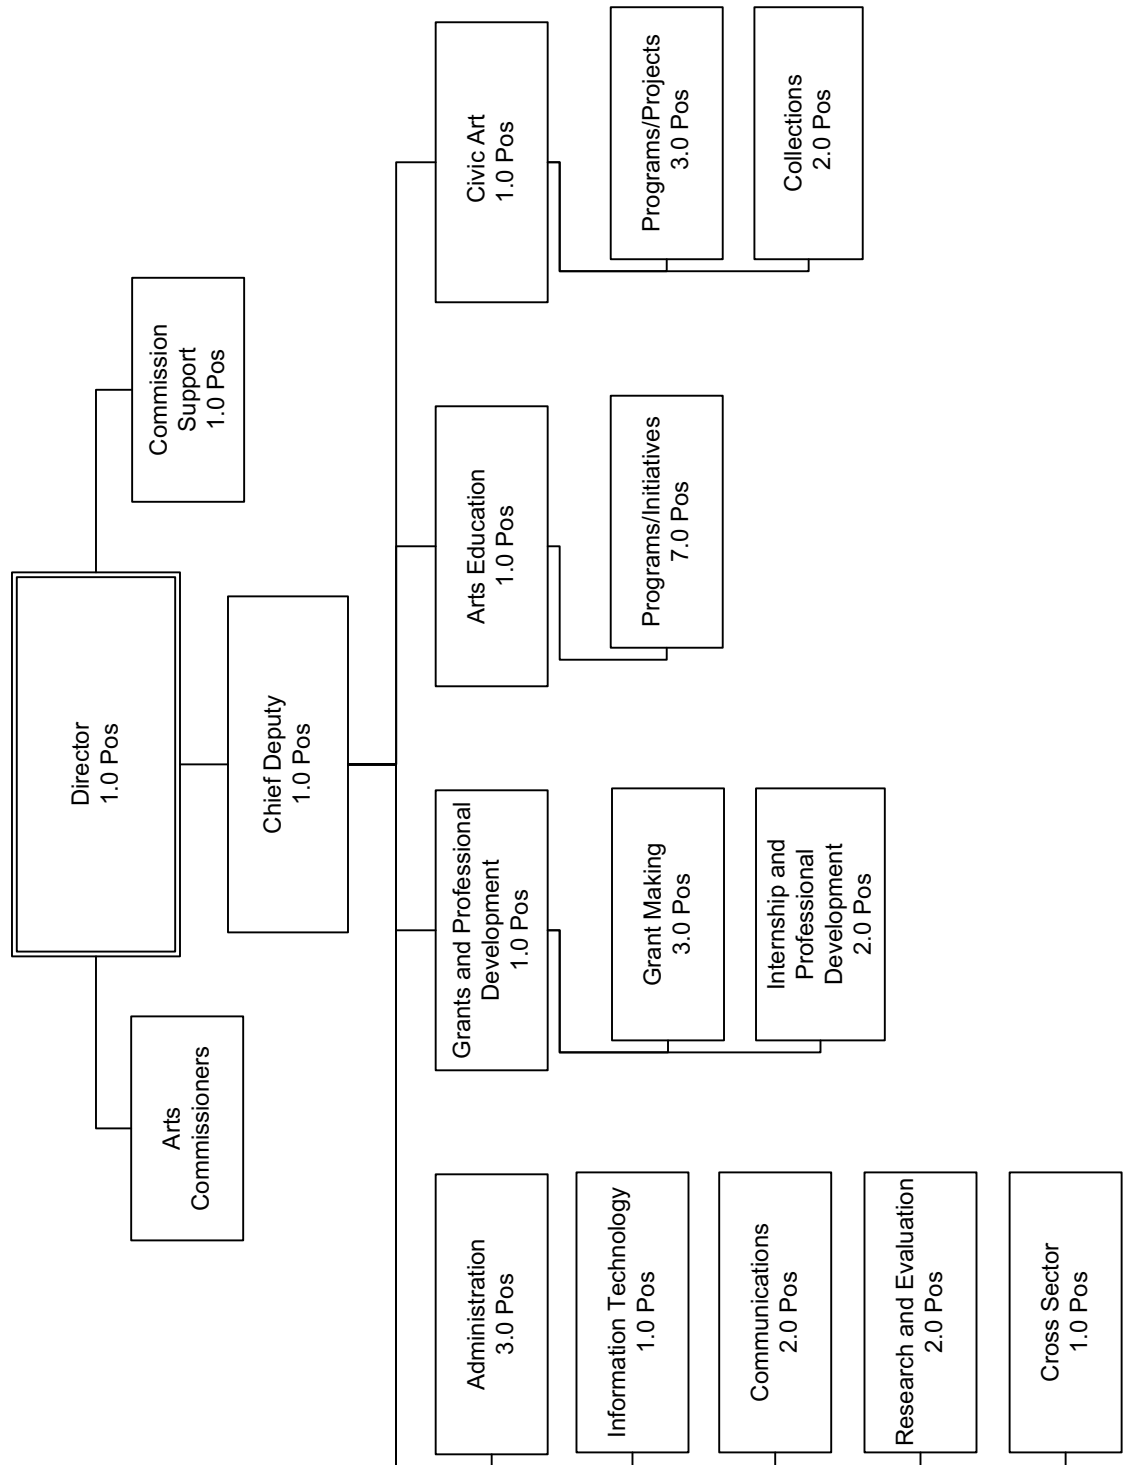 Director
1.0 Pos
Arts
Commissioners
Commission
Support
1.0 Pos
Chief Deputy
1.0 Pos
Administration
3.0 Pos
Information Technology
1.0 Pos
Communications
2.0 Pos
Research and Evaluation
2.0 Pos
Cross Sector
1.0 Pos
Grants and Professional
Development
1.0 Pos
Grant Making
3.0 Pos
Internship and
Professional
Development
2.0 Pos
Arts Education
1.0 Pos
Programs/Initiatives
7.0 Pos
Civic Art
1.0 Pos
Programs/Projects
3.0 Pos
Collections
2.0 Pos